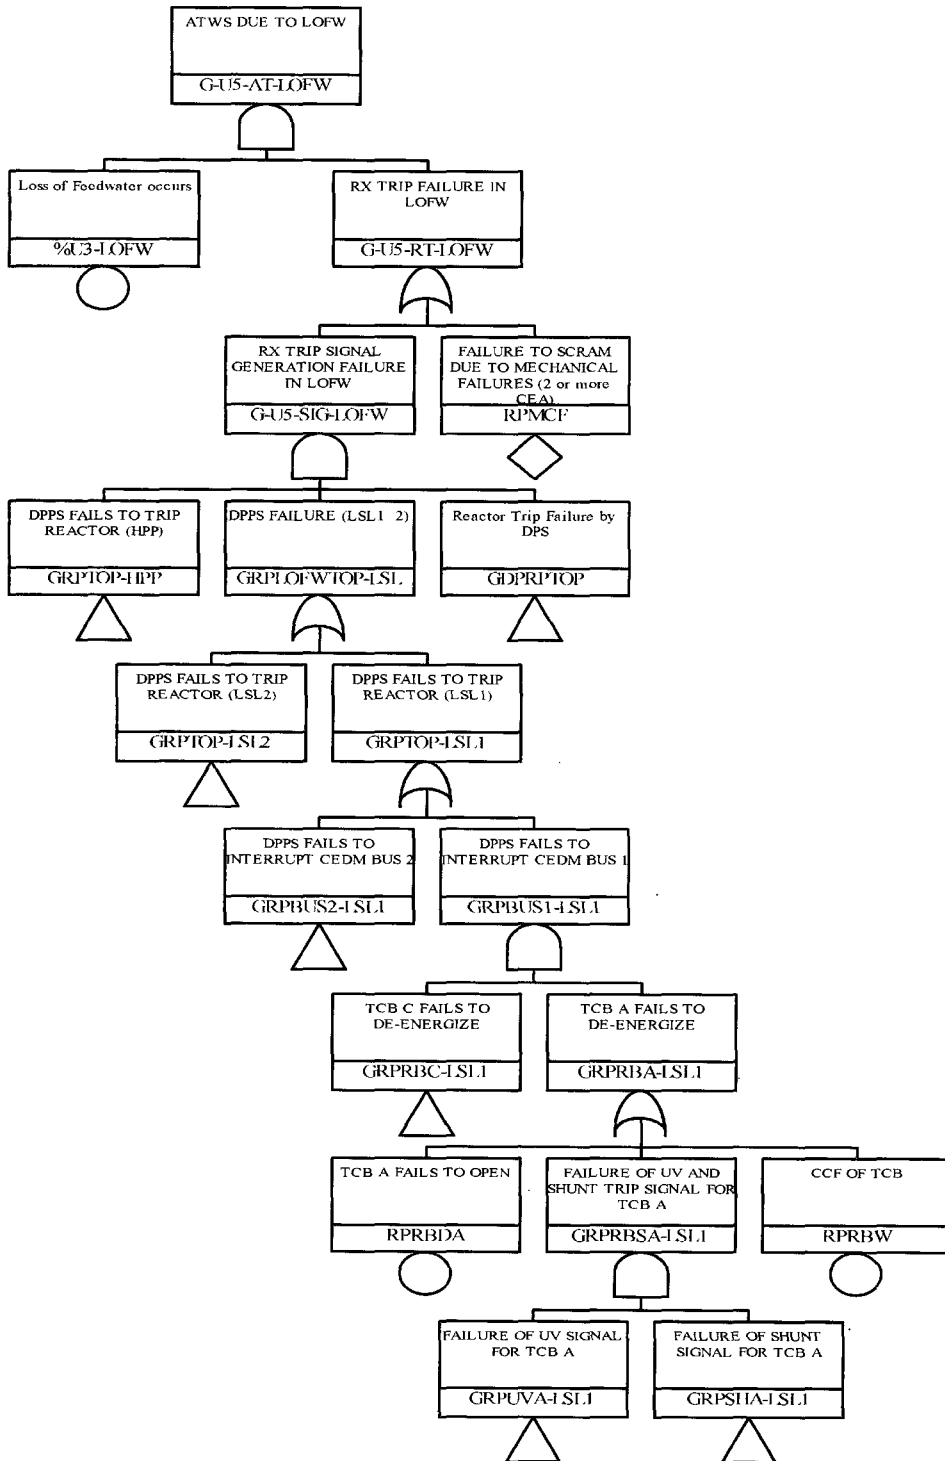 ATWS DUE TO LOFW
G-U5-AT-LOFW
Loss of Feedwater occurs
%U3-LOFW
RX TRIP FAILURE IN
LOFW
G-U5-RT-LOFW
RX TRIP SIGNAL
GENERATION FAILURE
IN LOFW
G-U5-SIG-LOFW
FAILURE TO SCRAM
DUE TO MECHANICAL
FAILURES (2 or more
CEA)
RPMCF
DPPS FAILS TO TRIP
REACTOR (HPP)
GRPTOP-HPP
DPPS FAILURE (LSL1 2)
GRPLOFWTOP-LSL
Reactor Trip Failure by
DPS
GDPRPTOP
DPPS FAILS TO TRIP
REACTOR (LSL2)
GRPTOP-LSL2
DPPS FAILS TO TRIP
REACTOR (LSL1)
GRPTOP-LSL1
DPPS FAILS TO
INTERRUPT CEDM BUS 2
GRPBUS2-LSL1
DPPS FAILS TO
INTERRUPT CEDM BUS 1
GRPBUS1-LSL1
TCB C FAILS TO
DE-ENERGIZE
GRPRBC-LSL1
TCB A FAILS TO
DE-ENERGIZE
GRPRBA-LSL1
TCB A FAILS TO OPEN
RPRBDA
FAILURE OF UV AND
SHUNT TRIP SIGNAL FOR
TCB A
GRPRBSA-LSL1
CCF OF TCB
RPRBW
FAILURE OF UV SIGNAL
FOR TCB A
GRPUVA-LSL1
FAILURE OF SHUNT
SIGNAL FOR TCB A
GRPSHA-LSL1